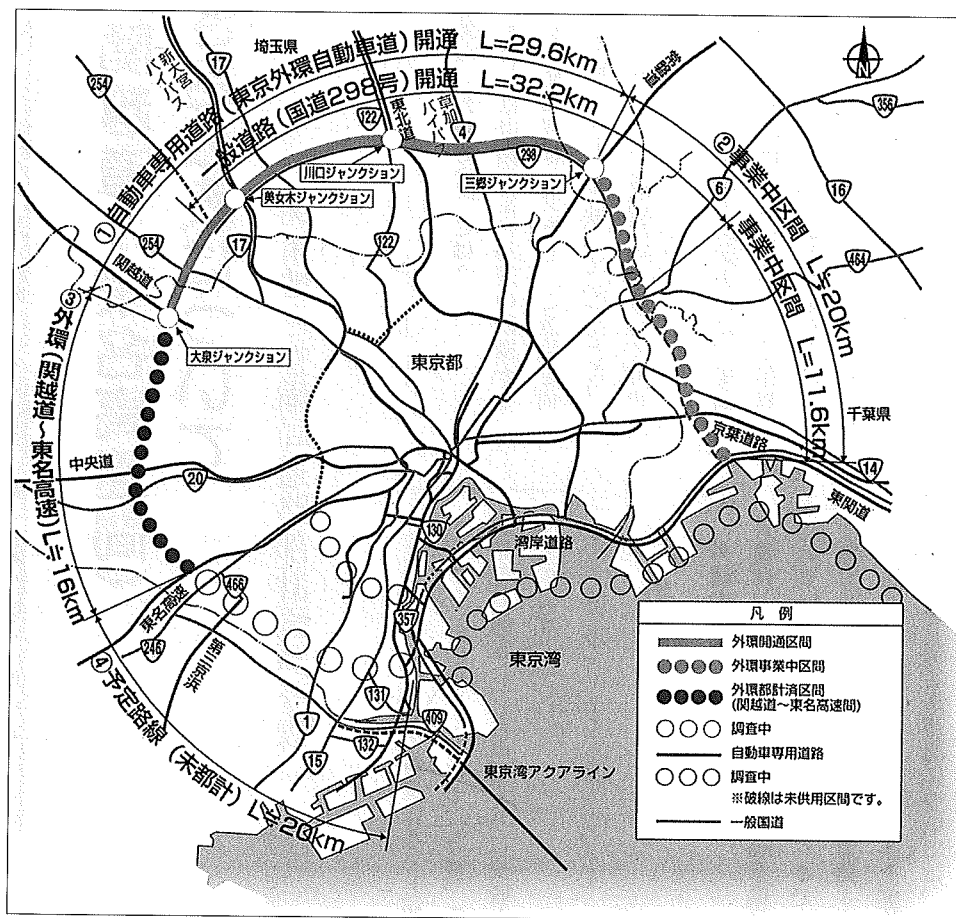 埼玉県
N
①自動車専用道路（東京外環自動車道）開通　L=29.6km
一般道路（国道298号）開通　L=32.2km
②事業中区間　L≒20km
事業中区間　L=11.6km
③外環（関越道～東名高速）L≒16km
④予定路線（未都計）L≒20km
新大宮バイパス
17
254
122
東北道
草加バイパス
4
298
常磐道
356
6
16
464
川口ジャンクション
美女木ジャンクション
三郷ジャンクション
254
関越道
17
122
大泉ジャンクション
東京都
千葉県
京葉道路
14
東関道
中央道
20
130
湾岸道路
東名高速
466
246
第三京浜
357
東京湾
131
409
1
15
132
東京湾アクアライン
凡例
外環開通区間
外環事業中区間
外環都計済区間
(関越道～東名高速間)
調査中
自動車専用道路
調査中
※破線は未供用区間です。
一般国道